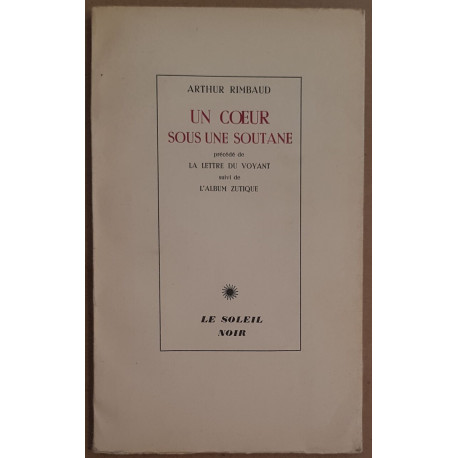 ARTHUR RIMBAUD
UN CŒUR
SOUS UNE SOUTANE
précédé de
LA LETTRE DU VOYANT
suivi de
L'ALBUM ZUTIQUE
LE SOLEIL
NOIR